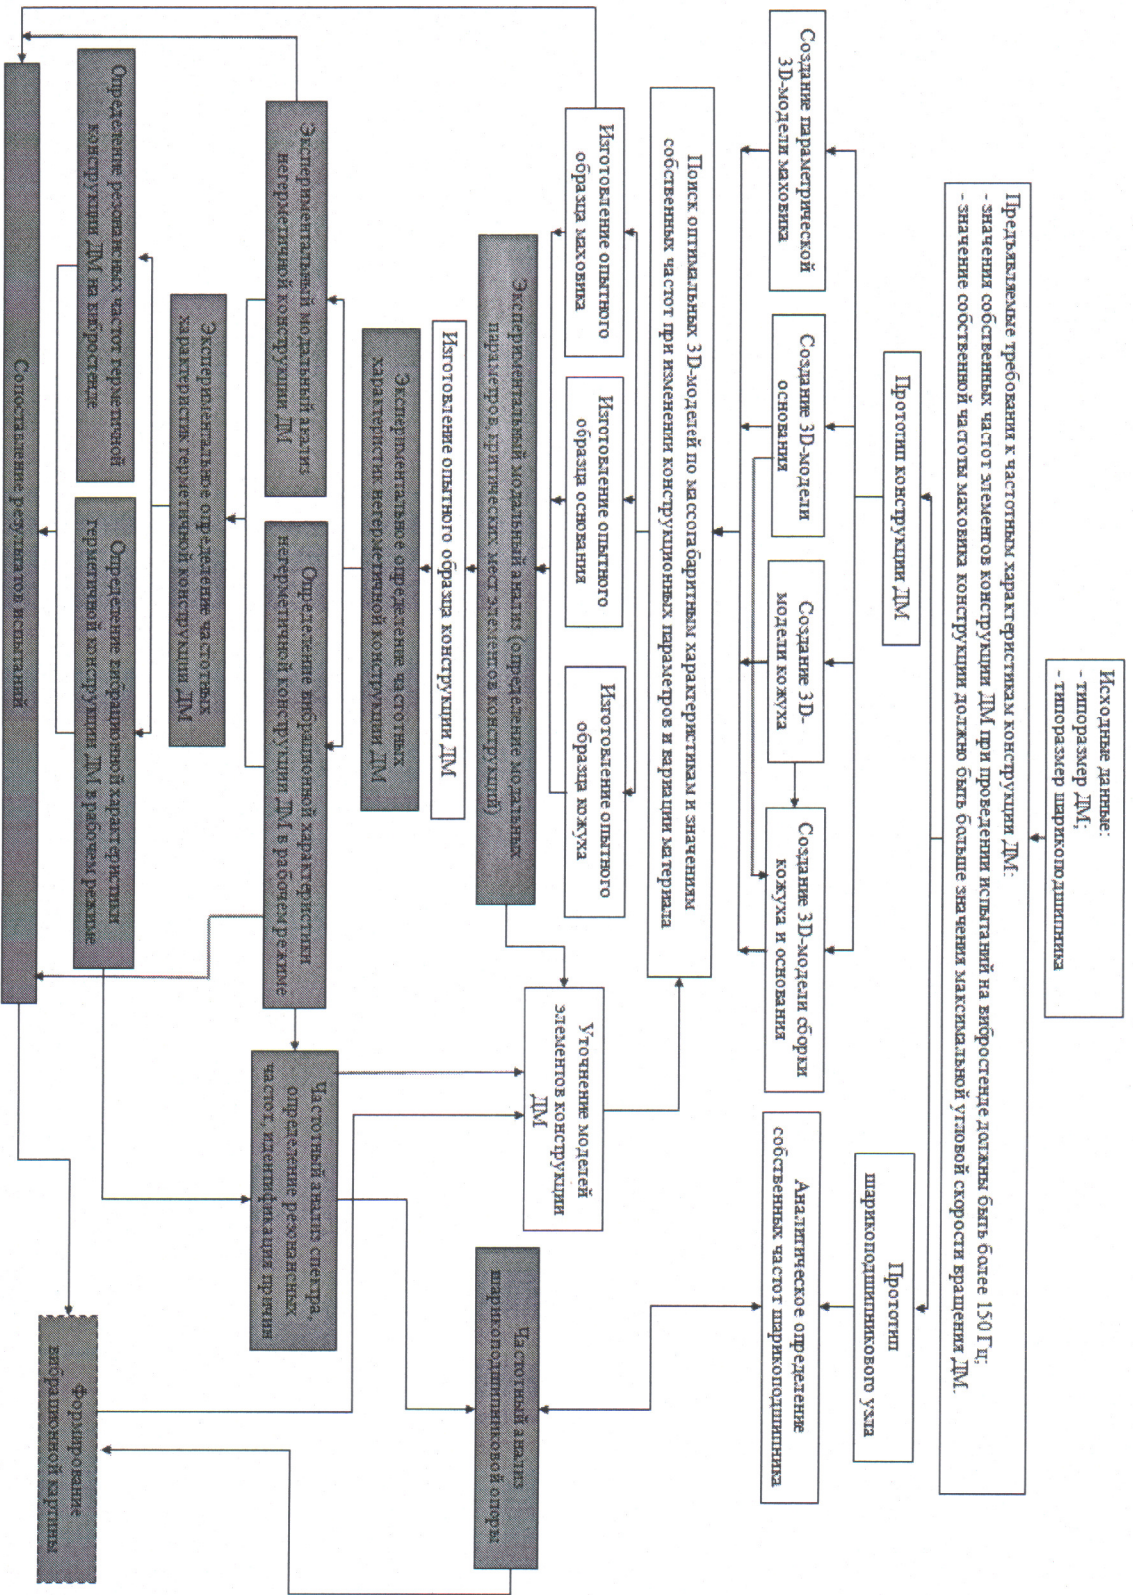 Исходные данные:
- типоразмер ДМ;
- типоразмер шарикоподшипника
Предъявляемые требования к частотным характеристикам конструкции ДМ:
- значения собственных частот элементов конструкции ДМ при проведении испытаний на вибростенде должны быть более 150 Гц;
- значение собственной частоты маховика конструкции должно быть больше значения максимальной угловой скорости вращения ДМ.
Прототип конструкции ДМ
Прототип
шарикоподшипникового узла
Создание параметрической
3D-модели маховика
Создание 3D-модели
основания
Создание 3D-
модели кожуха
Создание 3D-модели сборки
кожуха и основания
Аналитическое определение
собственных частот шарикоподшипника
Поиск оптимальных 3D-моделей по массогабаритным характеристикам и значениям
собственных частот при изменении конструкционных параметров и вариации материала
Изготовление опытного
образца маховика
Изготовление опытного
образца основания
Изготовление опытного
образца кожуха
Уточнение моделей
элементов конструкции
ДМ
Экспериментальный модальный анализ (определение модальных
параметров, критических мест элементов конструкций)
Частотный анализ
шарикоподшипниковой опоры
Изготовление опытного образца конструкции ДМ
Экспериментальное определение частотных
характеристик негерметичной конструкции ДМ
Экспериментальный модальный анализ
негерметичной конструкции ДМ
Определение вибрационной характеристики
негерметичной конструкции ДМ в рабочем режиме
Частотный анализ спектра,
определение резонансных
частот, идентификация причин
Экспериментальное определение частотных
характеристик герметичной конструкции ДМ
Определение резонансных частот герметичной
конструкции ДМ на вибростенде
Определение вибрационной характеристики
герметичной конструкции ДМ в рабочем режиме
Формирование
вибрационной картины
Сопоставление результатов испытаний